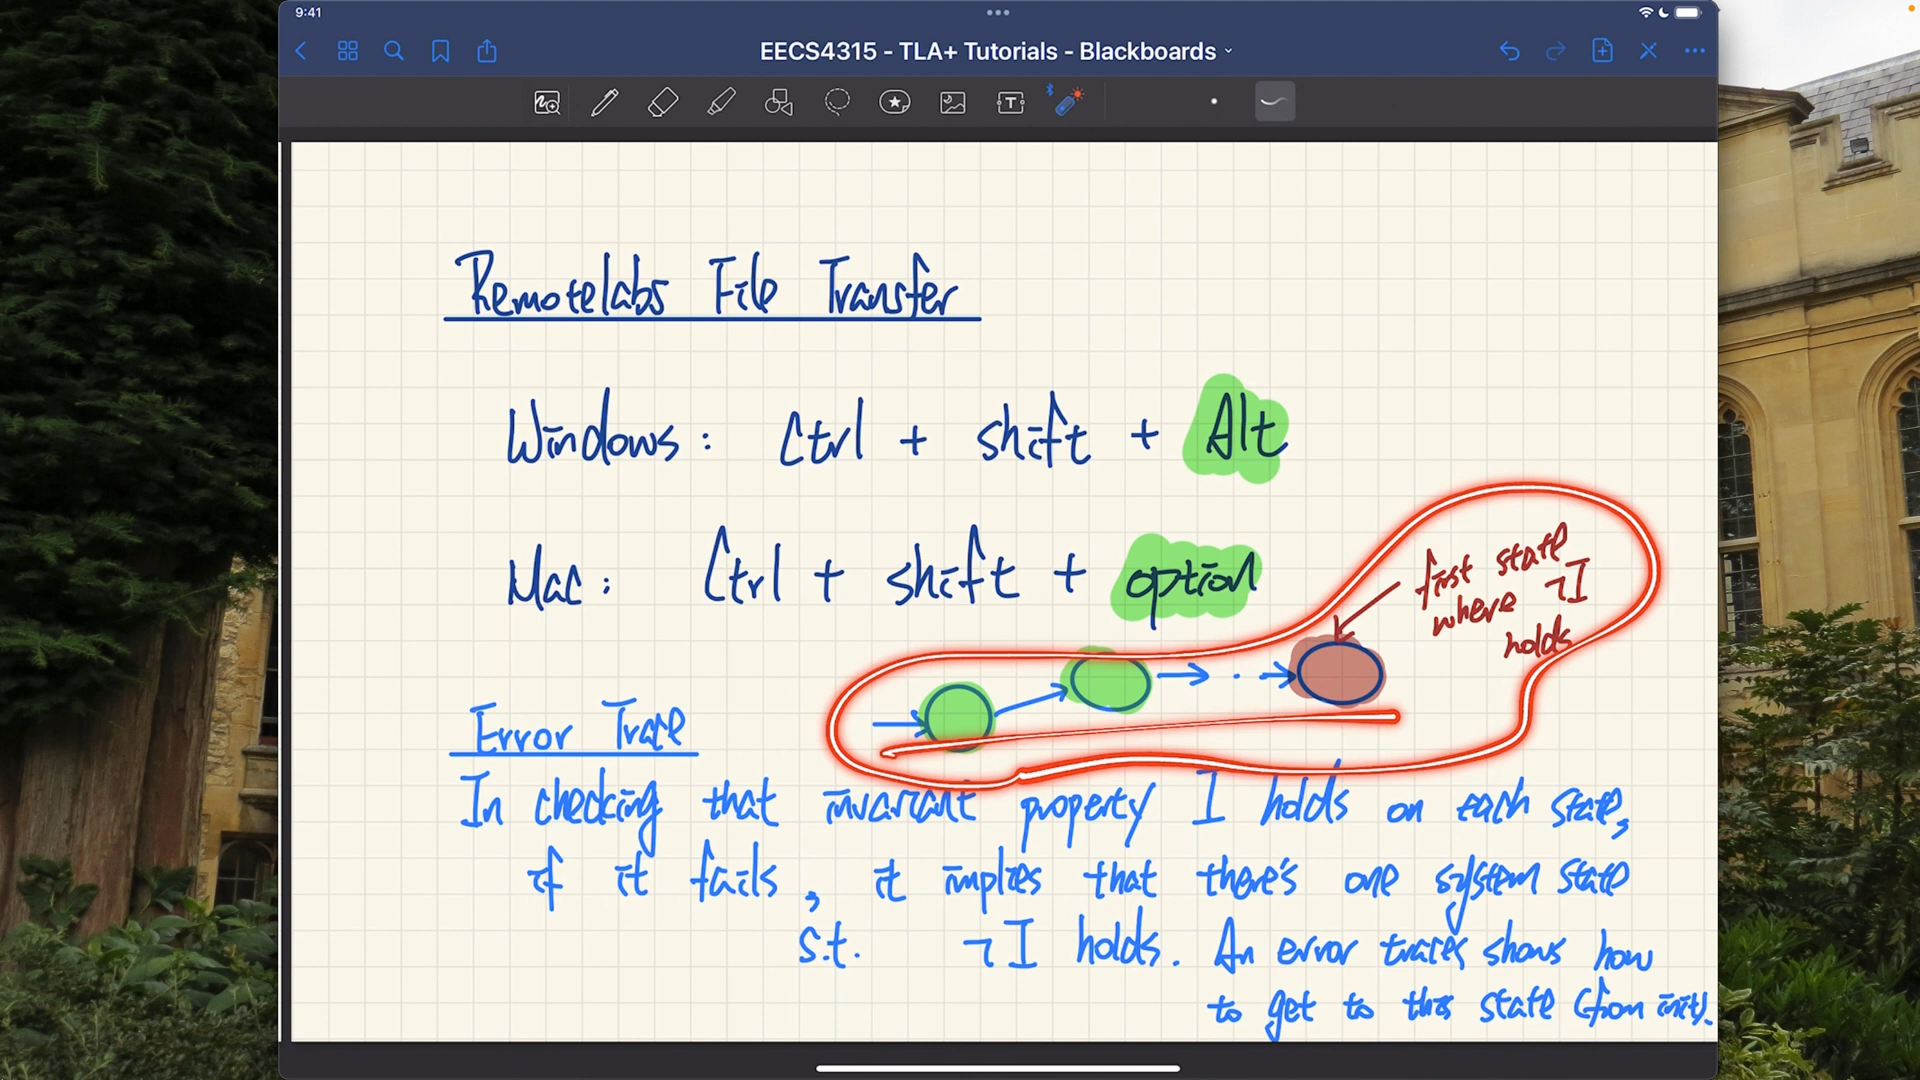 9:41
EECS4315 - TLA+ Tutorials - Blackboards
Remotelabs File Transfer
Windows: Ctrl + shift + Alt
Mac: Ctrl + shift + option
first state
where ¬I
holds
Error Trace
In checking that invariant property I holds on each state,
if it fails, it implies that there's one system state
s.t. ¬I holds. An error traces shows how
to get to this state (from init).